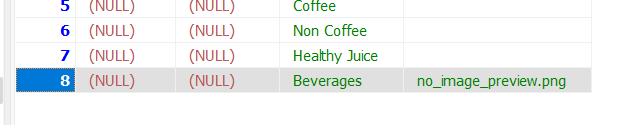 5 (NULL) (NULL) Coffee
6 (NULL) (NULL) Non Coffee
7 (NULL) (NULL) Healthy Juice
8 (NULL) (NULL) Beverages no_image_preview.png